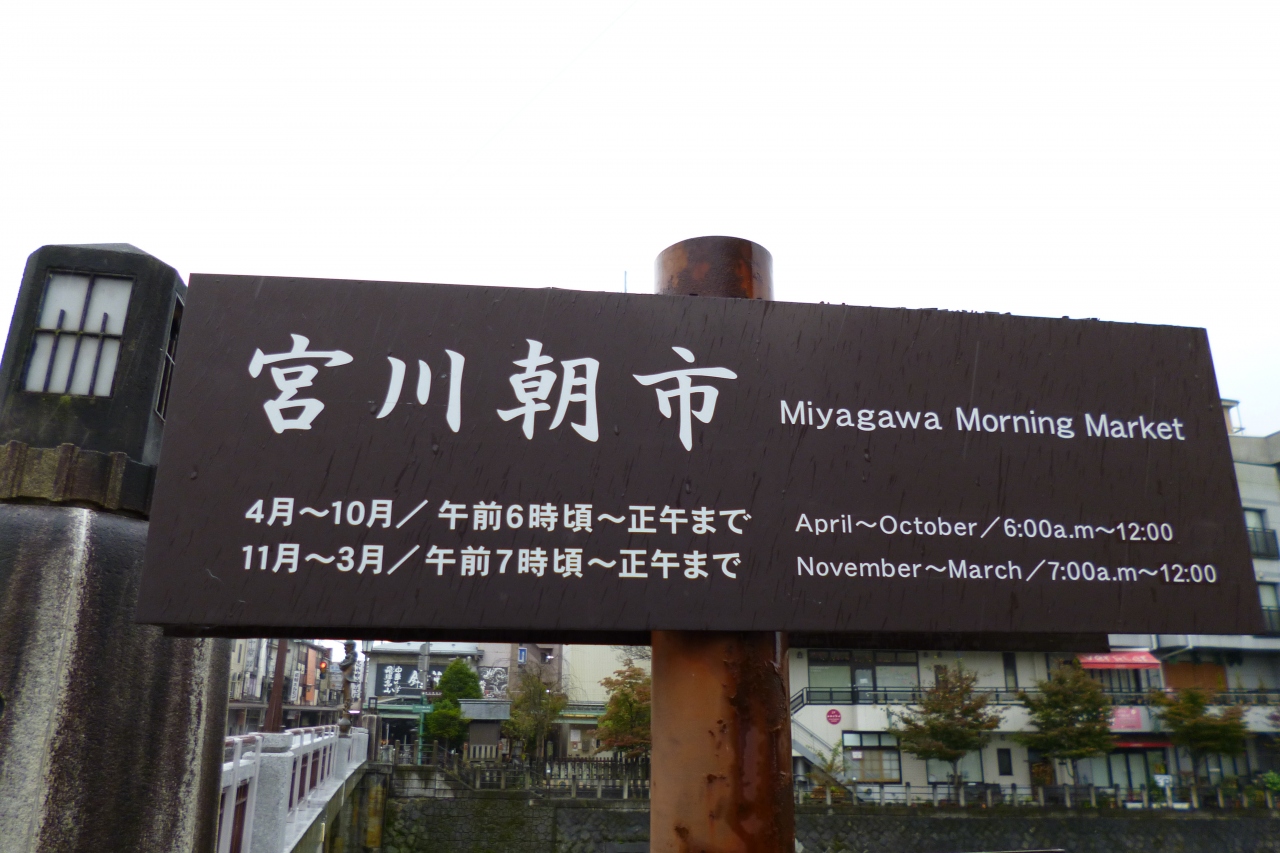 宮川朝市
Miyagawa Morning Market
4月～10月／午前6時頃～正午まで
11月～3月／午前7時頃～正午まで
April～October／6:00a.m～12:00
November～March／7:00a.m～12:00